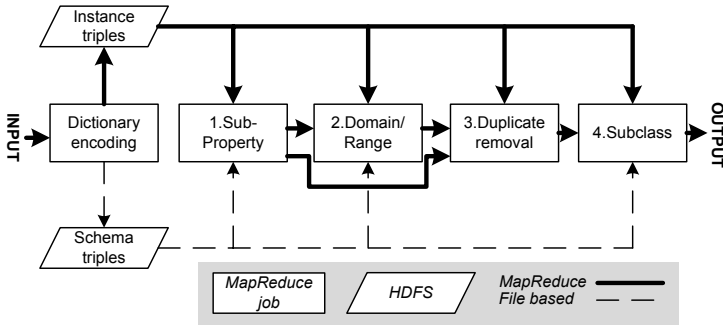 Instance
triples
INPUT
Dictionary
encoding
1.Sub-
Property
2.Domain/
Range
3.Duplicate
removal
4.Subclass
OUTPUT
Schema
triples
MapReduce
job
HDFS
MapReduce
File based